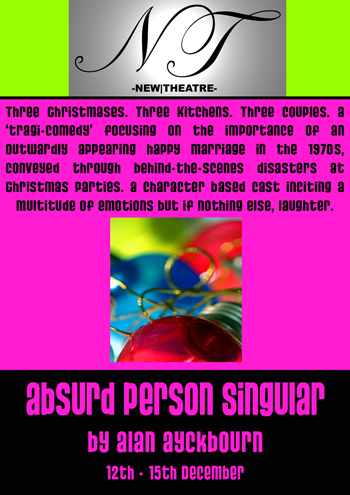 NT
-NEW|THEATRE-
Three Christmases. Three Kitchens. Three Couples. A
'tragi-comedy' focusing on the importance of an
outwardly appearing happy marriage in the 1970s,
conveyed through behind-the-scenes disasters at
Christmas parties. A character based cast inciting a
multitude of emotions but if nothing else, laughter.
Absurd Person Singular
by Alan Ayckbourn
12th - 15th December